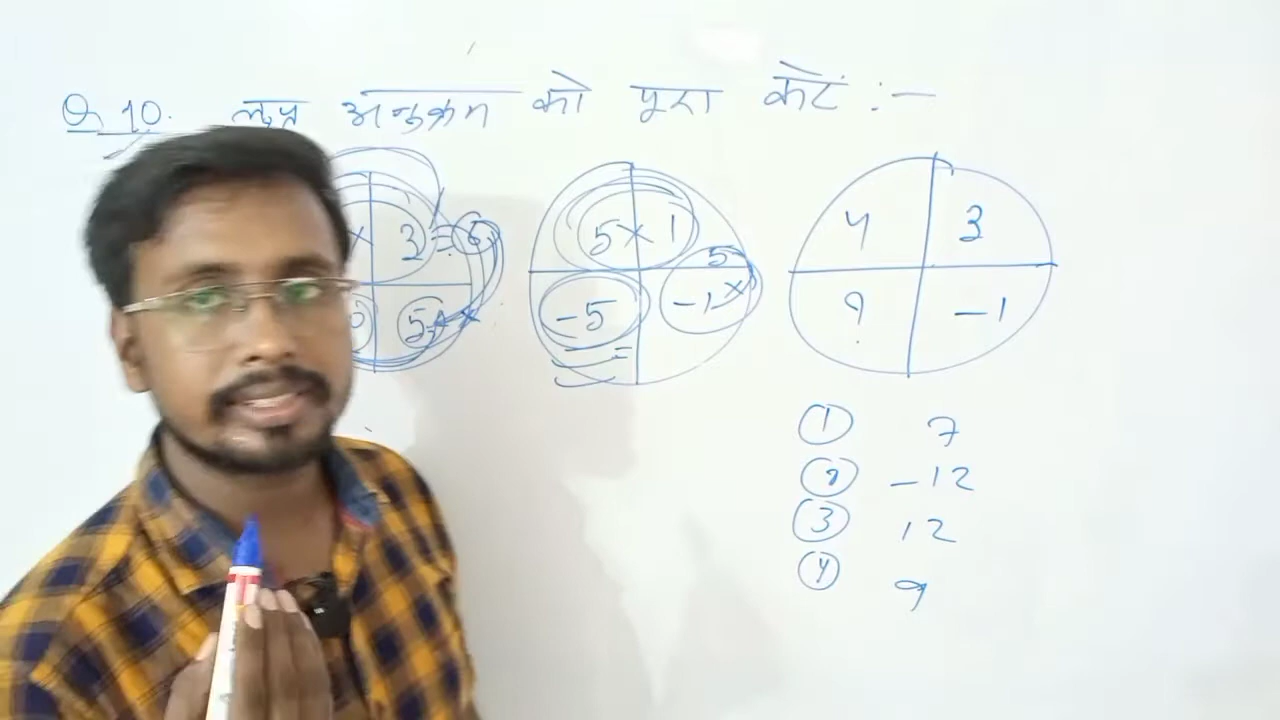 Q 10. लुप्त अनुक्रम को पूरा करें :-
× 3 = 6
5 ×
5 × 1
5
-5 -1 ×
=
4 3
? -1
① 7
② -12
③ 12
④ 9